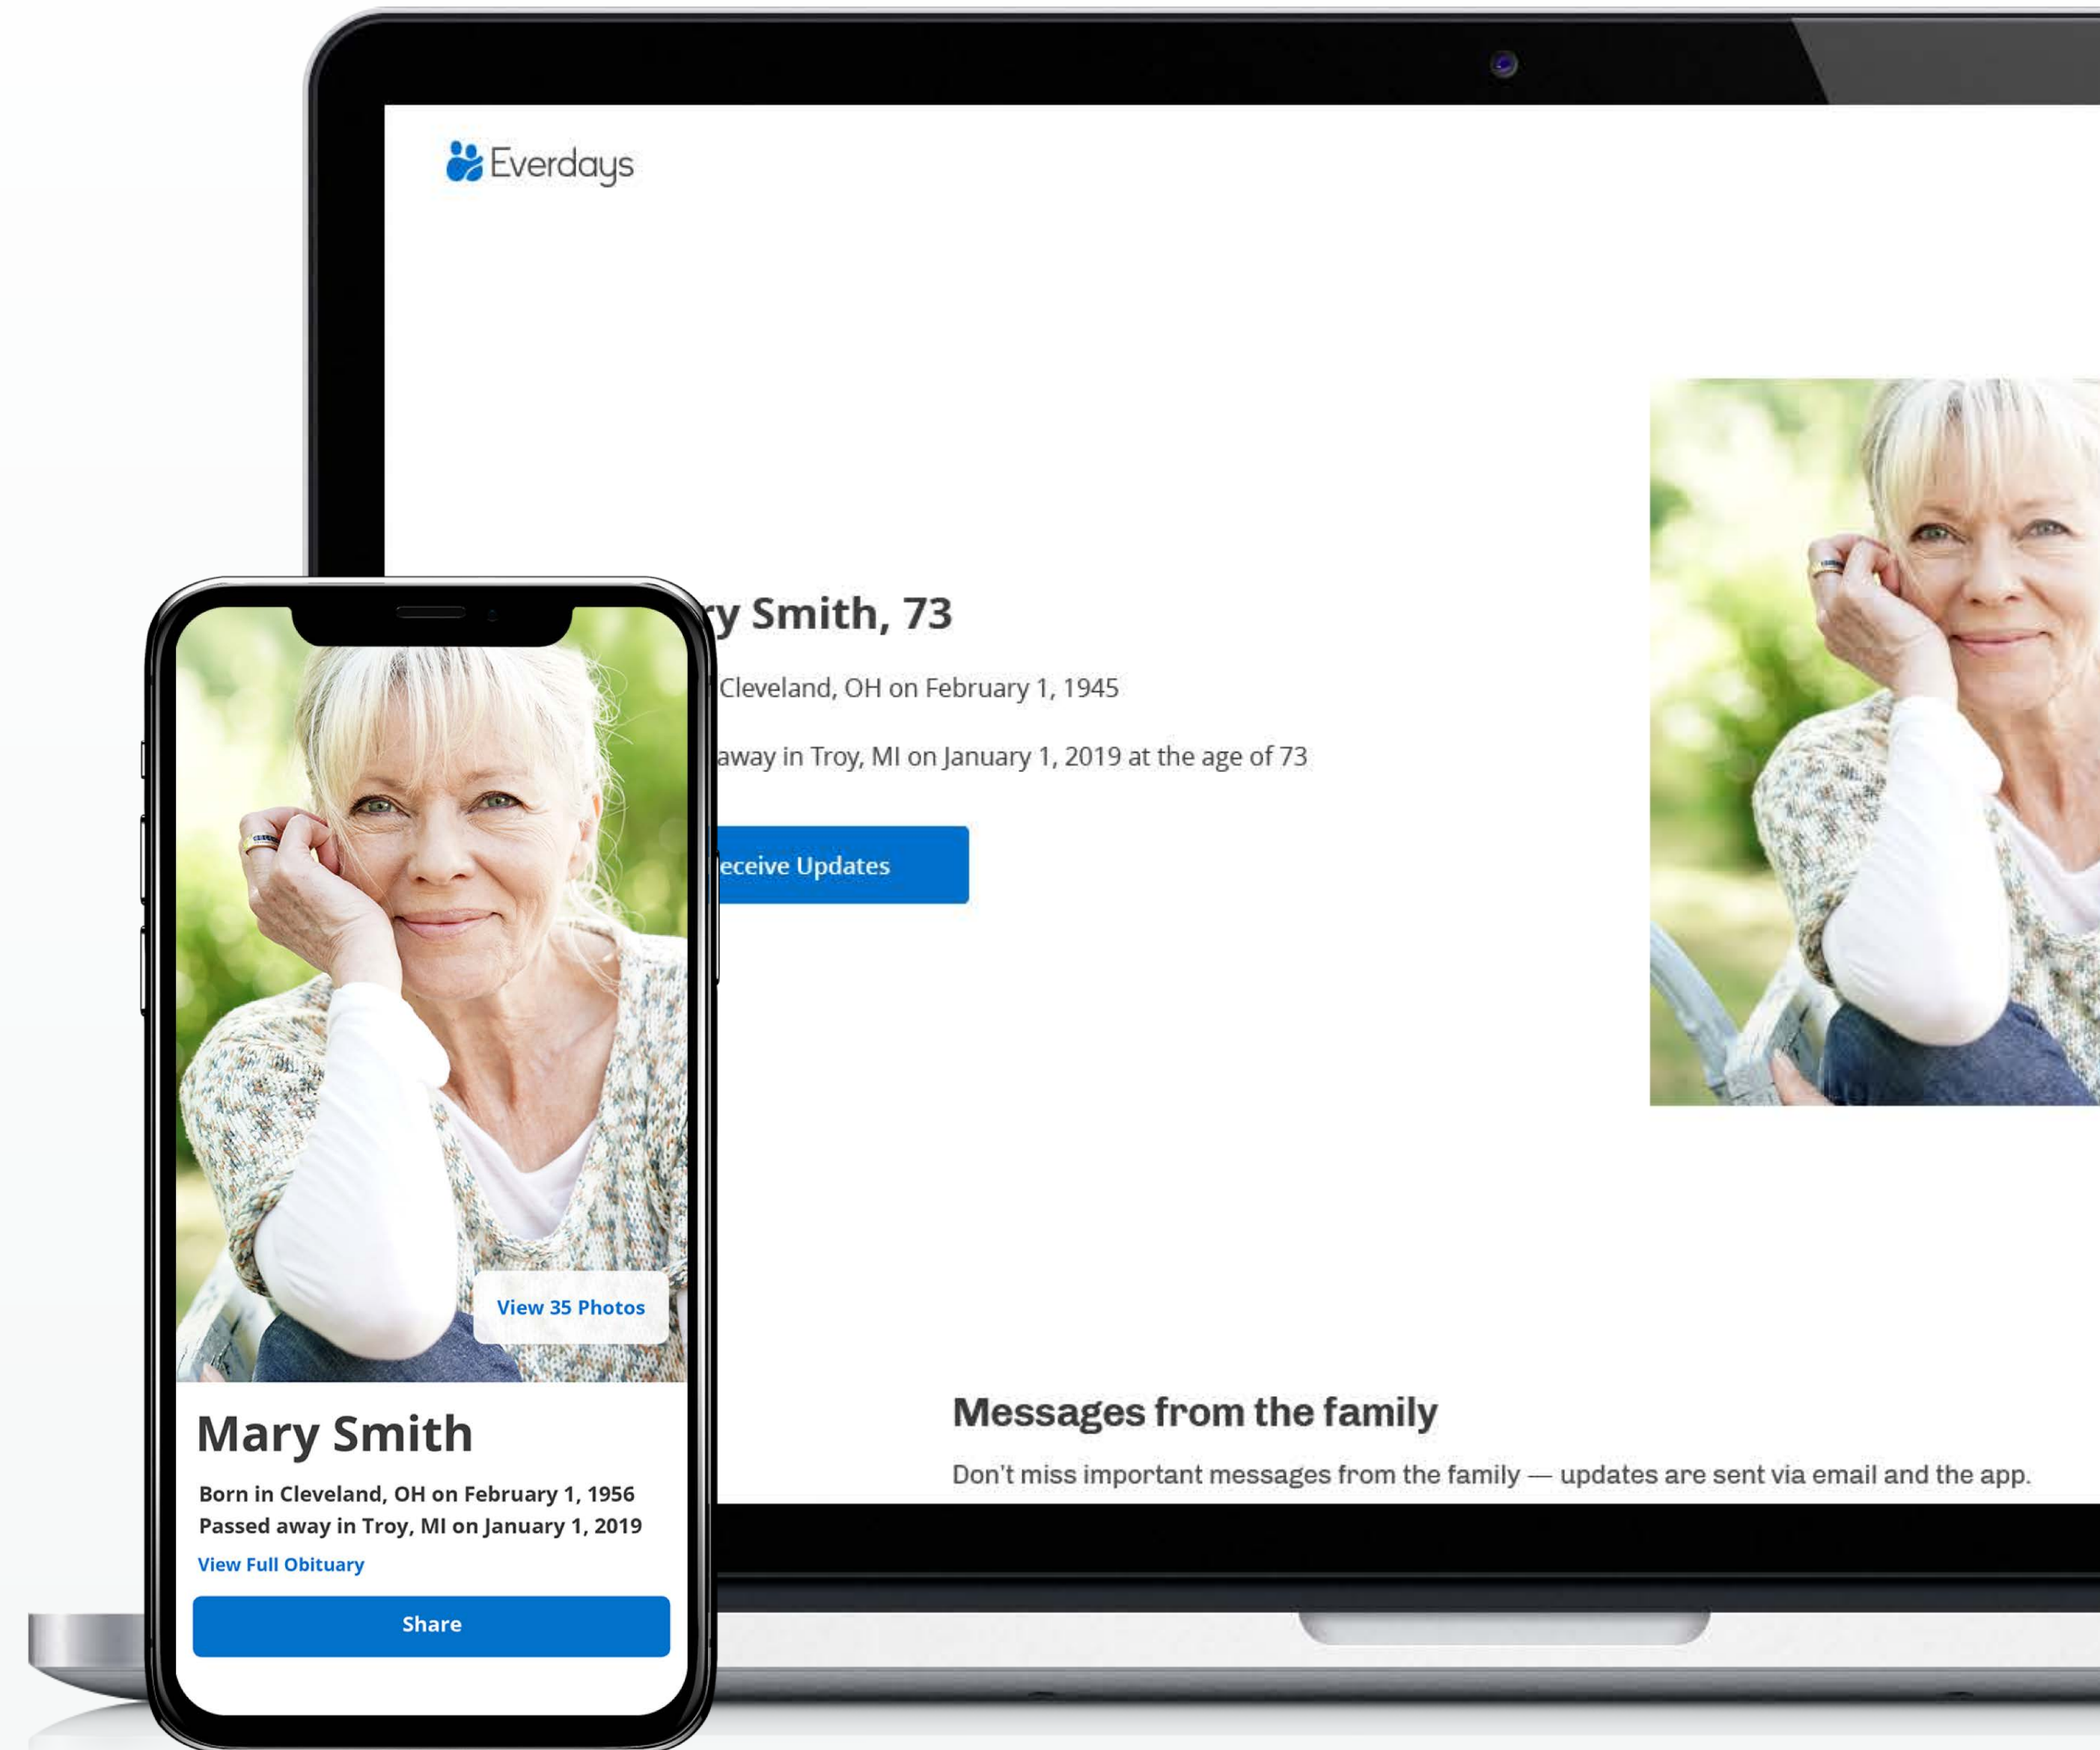 Everdays
ry Smith, 73
Cleveland, OH on February 1, 1945
away in Troy, MI on January 1, 2019 at the age of 73
eceive Updates
Messages from the family
Don't miss important messages from the family — updates are sent via email and the app.
View 35 Photos
Mary Smith
Born in Cleveland, OH on February 1, 1956
Passed away in Troy, MI on January 1, 2019
View Full Obituary
Share